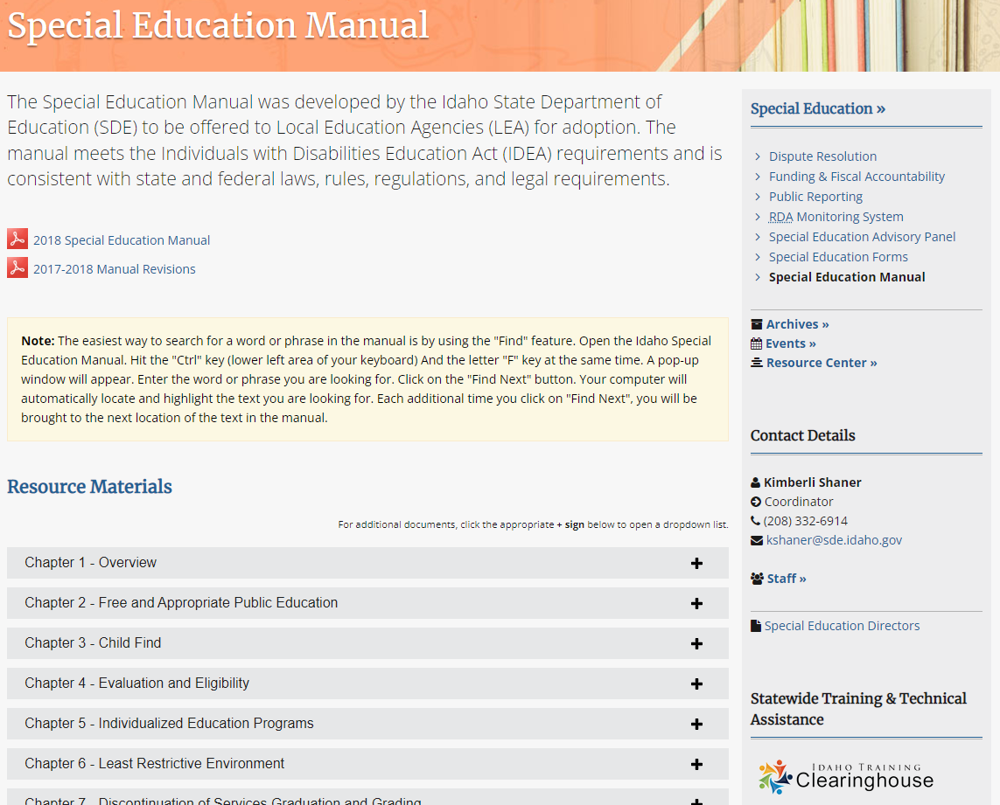 Special Education Manual
The Special Education Manual was developed by the Idaho State Department of
Education (SDE) to be offered to Local Education Agencies (LEA) for adoption. The
manual meets the Individuals with Disabilities Education Act (IDEA) requirements and is
consistent with state and federal laws, rules, regulations, and legal requirements.
2018 Special Education Manual
2017-2018 Manual Revisions
Note: The easiest way to search for a word or phrase in the manual is by using the "Find" feature. Open the Idaho Special
Education Manual. Hit the "Ctrl" key (lower left area of your keyboard) And the letter "F" key at the same time. A pop-up
window will appear. Enter the word or phrase you are looking for. Click on the "Find Next" button. Your computer will
automatically locate and highlight the text you are looking for. Each additional time you click on "Find Next", you will be
brought to the next location of the text in the manual.
Resource Materials
For additional documents, click the appropriate + sign below to open a dropdown list.
Chapter 1 - Overview
Chapter 2 - Free and Appropriate Public Education
Chapter 3 - Child Find
Chapter 4 - Evaluation and Eligibility
Chapter 5 - Individualized Education Programs
Chapter 6 - Least Restrictive Environment
Chapter 7 - Discontinuation of Services Graduation and Grading
Special Education »
Dispute Resolution
Funding & Fiscal Accountability
Public Reporting
RDA Monitoring System
Special Education Advisory Panel
Special Education Forms
Special Education Manual
Archives »
Events »
Resource Center »
Contact Details
Kimberli Shaner
Coordinator
(208) 332-6914
kshaner@sde.idaho.gov
Staff »
Special Education Directors
Statewide Training & Technical
Assistance
IDAHO TRAINING
Clearinghouse